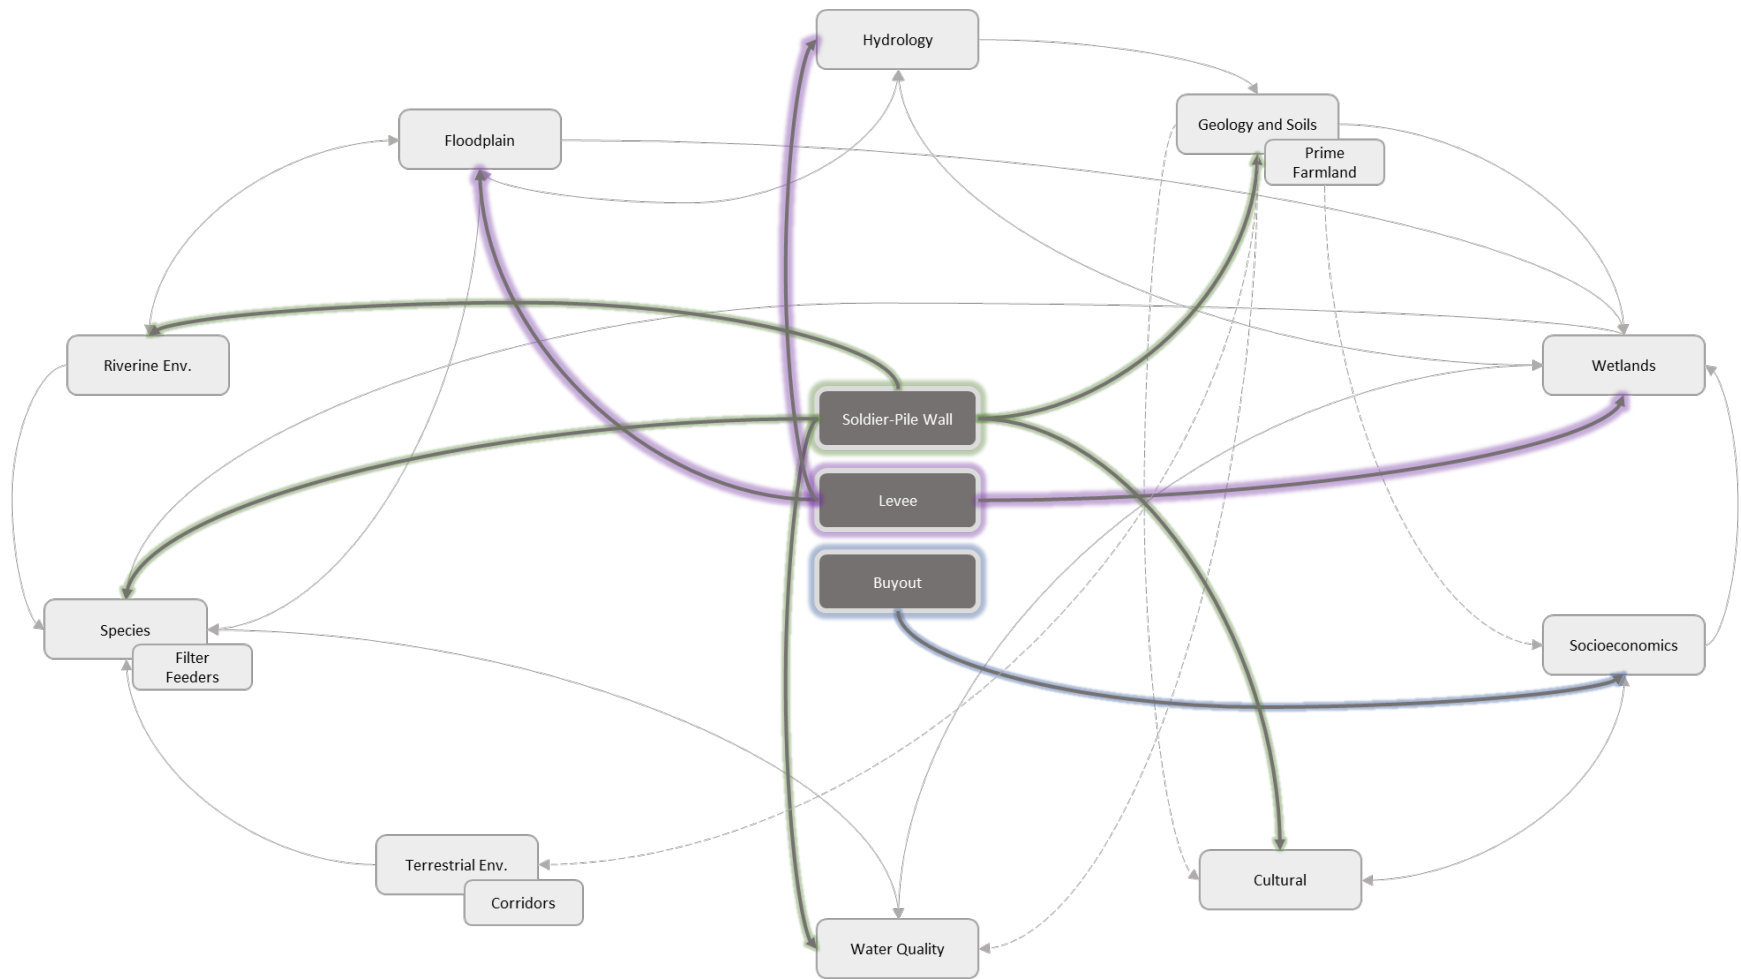 Hydrology
Geology and Soils
Prime
Farmland
Floodplain
Riverine Env.
Wetlands
Soldier-Pile Wall
Levee
Buyout
Species
Filter
Feeders
Socioeconomics
Terrestrial Env.
Corridors
Cultural
Water Quality